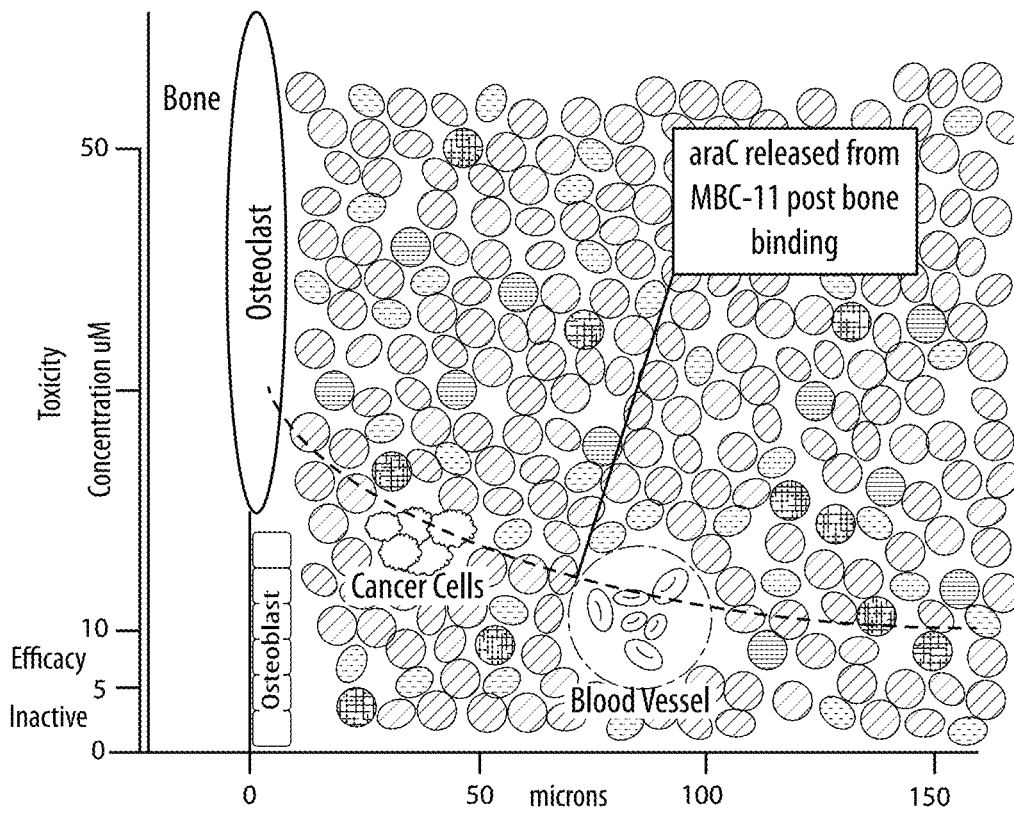 Bone
50
araC released from
MBC-11 post bone
binding
Osteoclast
Toxicity
Concentration uM
Cancer Cells
10
Efficacy
5
Inactive
0
Osteoblast
Blood Vessel
0
50
microns
100
150